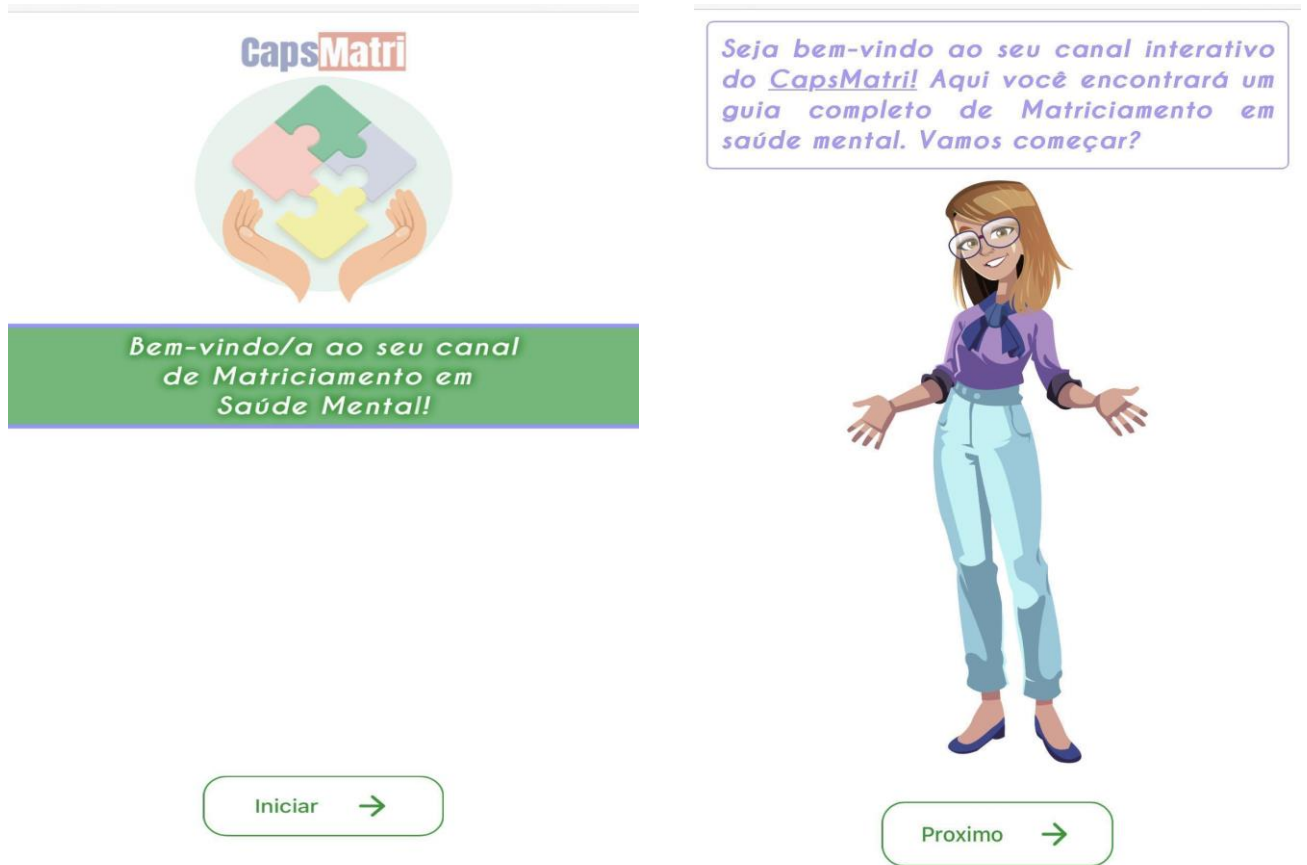 CapsMatri
Bem-vindo/a ao seu canal
de Matriciamento em
Saúde Mental!
Iniciar
Seja bem-vindo ao seu canal interativo
do CapsMatri! Aqui você encontrará um
guia completo de Matriciamento em
saúde mental. Vamos começar?
Proximo